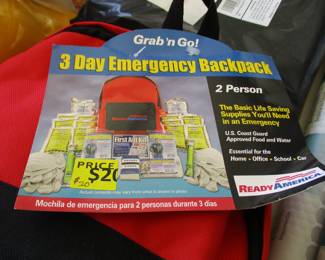 Grab 'n Go!
3 Day Emergency Backpack
2 Person
The Basic Life Saving
Supplies You'll Need
in an Emergency
U.S. Coast Guard
Approved Food and Water
Essential for the
Home • Office • School • Car
First Aid Kit
PRICE
$20
READYAMERICA
Mochila de emergencia para 2 personas durante 3 días